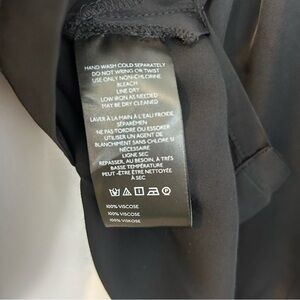 HAND WASH COLD SEPARATELY
DO NOT WRING OR TWIST
USE ONLY NON-CHLORINE
BLEACH
LINE DRY
LOW IRON AS NEEDED
MAY BE DRY CLEANED
LAVER À LA MAIN À L'EAU FROIDE
SÉPARÉMEN
NE PAS TORDRE OU ESSORER
UTILISER UN AGENT DE
BLANCHIMENT SANS CHLORE SI
NÉCESSAIRE
LIGNE SEC
REPASSER, AU BESOIN, À TRÈS
BASSE TEMPÉRATURE
PEUT-ÊTRE ÊTRE NETTOYÉE
À SEC
100% VISCOSE
100% VISCOSE
100% VISKOSE